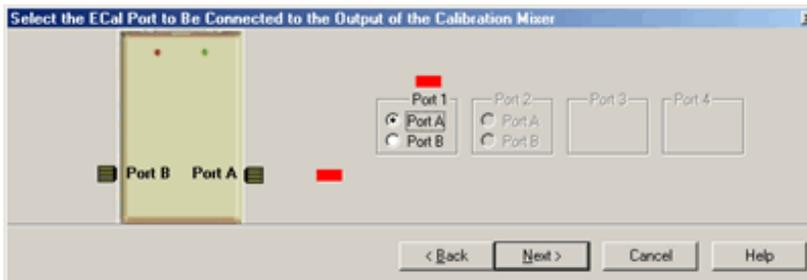 Select the ECal Port to Be Connected to the Output of the Calibration Mixer
Port 1
Port A
Port B
Port 2
Port A
Port B
Port 3
Port 4
Port B
Port A
< Back
Next >
Cancel
Help